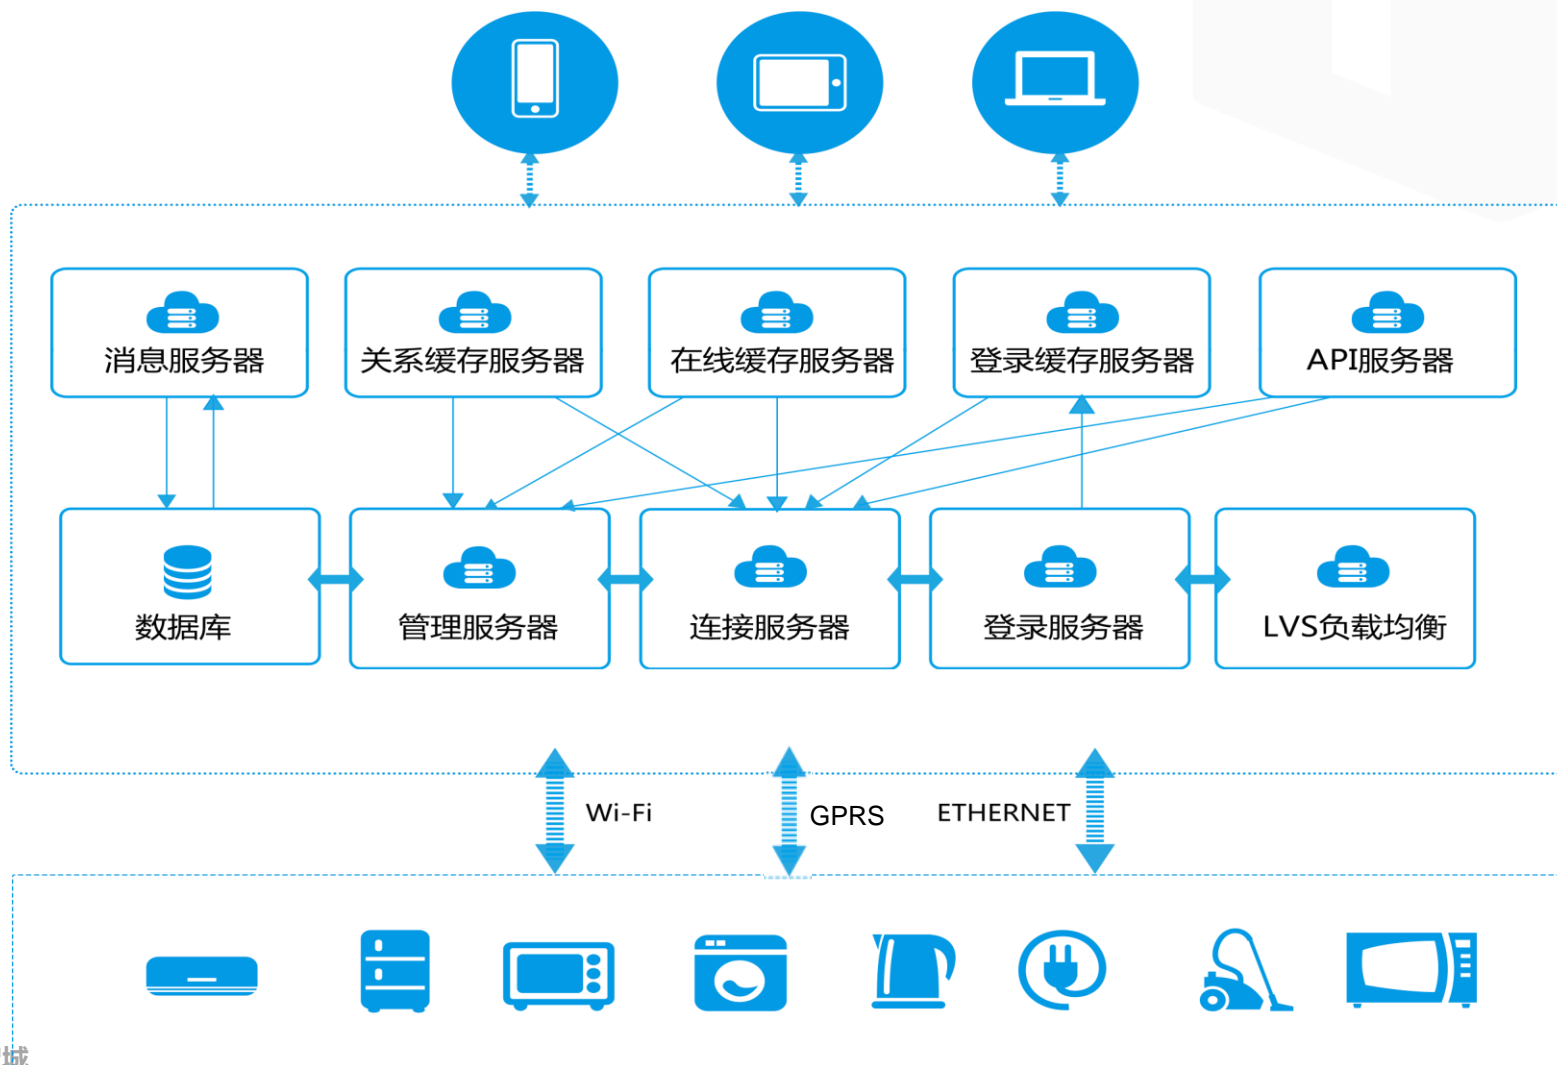 消息服务器
关系缓存服务器
在线缓存服务器
登录缓存服务器
API服务器
数据库
管理服务器
连接服务器
登录服务器
LVS负载均衡
Wi-Fi
GPRS
ETHERNET
城